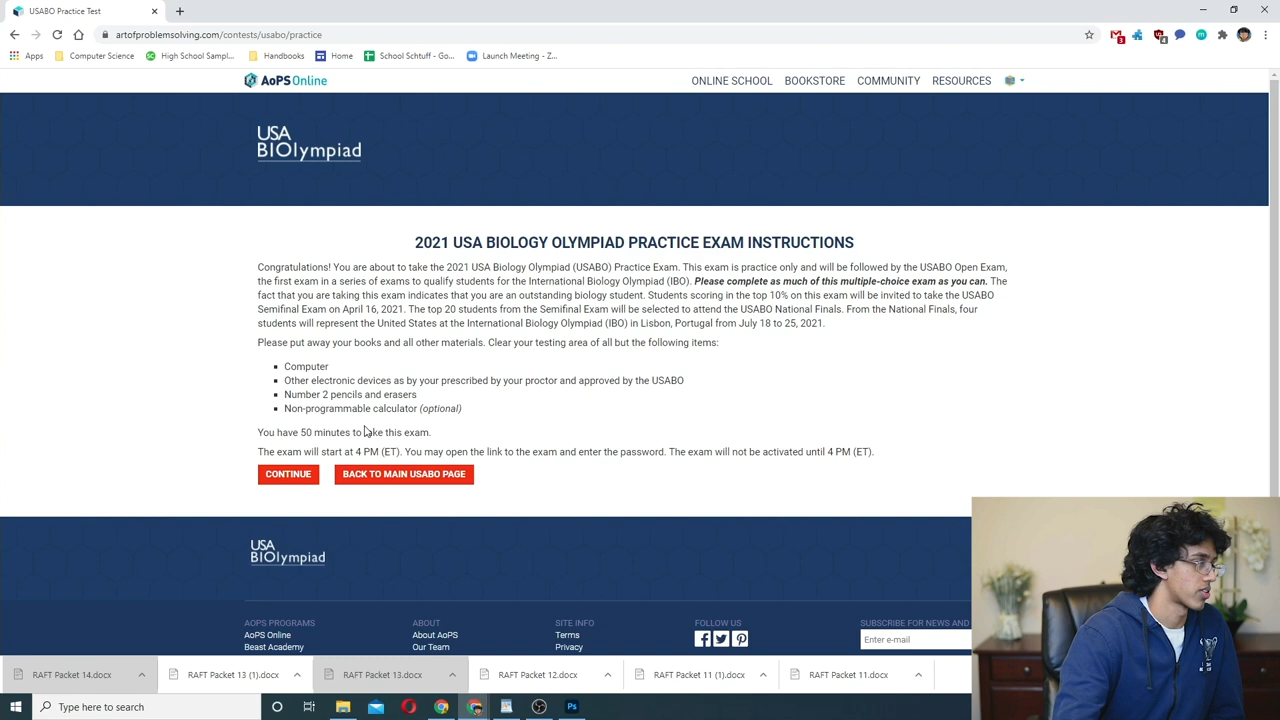 USABO Practice Test
artofproblemsolving.com/contests/usabo/practice
3
4
Apps
Computer Science
High School Sampl...
Handbooks
Home
School Schtuff - Go...
Launch Meeting - Z...
AoPS Online
ONLINE SCHOOL
BOOKSTORE
COMMUNITY
RESOURCES
USA
BIOlympiad
2021 USA BIOLOGY OLYMPIAD PRACTICE EXAM INSTRUCTIONS
Congratulations! You are about to take the 2021 USA Biology Olympiad (USABO) Practice Exam. This exam is practice only and will be followed by the USABO Open Exam,
the first exam in a series of exams to qualify students for the International Biology Olympiad (IBO). Please complete as much of this multiple-choice exam as you can. The
fact that you are taking this exam indicates that you are an outstanding biology student. Students scoring in the top 10% on this exam will be invited to take the USABO
Semifinal Exam on April 16, 2021. The top 20 students from the Semifinal Exam will be selected to attend the USABO National Finals. From the National Finals, four
students will represent the United States at the International Biology Olympiad (IBO) in Lisbon, Portugal from July 18 to 25, 2021.
Please put away your books and all other materials. Clear your testing area of all but the following items:
Computer
Other electronic devices as by your prescribed by your proctor and approved by the USABO
Number 2 pencils and erasers
Non-programmable calculator (optional)
You have 50 minutes to take this exam.
The exam will start at 4 PM (ET). You may open the link to the exam and enter the password. The exam will not be activated until 4 PM (ET).
CONTINUE
BACK TO MAIN USABO PAGE
USA
BIOlympiad
AOPS PROGRAMS
AoPS Online
Beast Academy
ABOUT
About AoPS
Our Team
SITE INFO
Terms
Privacy
FOLLOW US
SUBSCRIBE FOR NEWS AND
Enter e-mail
RAFT Packet 14.docx
RAFT Packet 13 (1).docx
RAFT Packet 13.docx
RAFT Packet 12.docx
RAFT Packet 11 (1).docx
RAFT Packet 11.docx
Type here to search
Ps